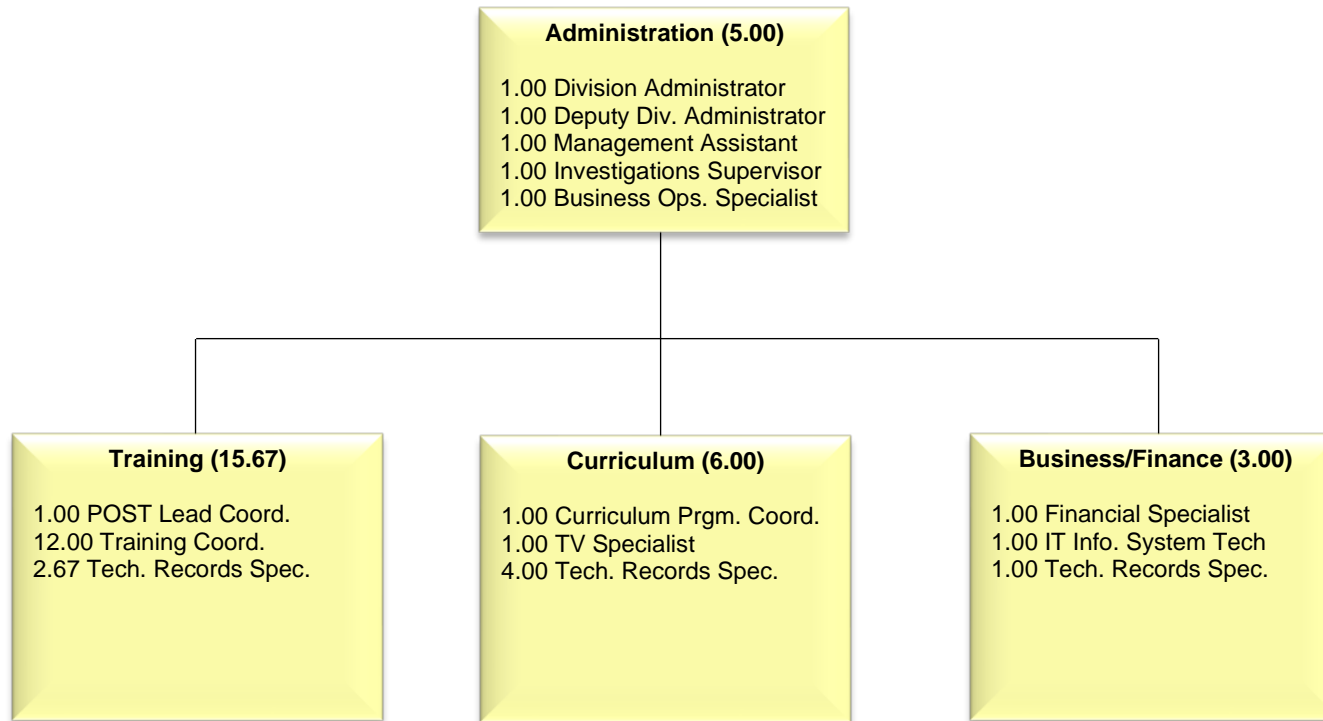 Administration (5.00)
1.00 Division Administrator
1.00 Deputy Div. Administrator
1.00 Management Assistant
1.00 Investigations Supervisor
1.00 Business Ops. Specialist
Training (15.67)
1.00 POST Lead Coord.
12.00 Training Coord.
2.67 Tech. Records Spec.
Curriculum (6.00)
1.00 Curriculum Prgm. Coord.
1.00 TV Specialist
4.00 Tech. Records Spec.
Business/Finance (3.00)
1.00 Financial Specialist
1.00 IT Info. System Tech
1.00 Tech. Records Spec.